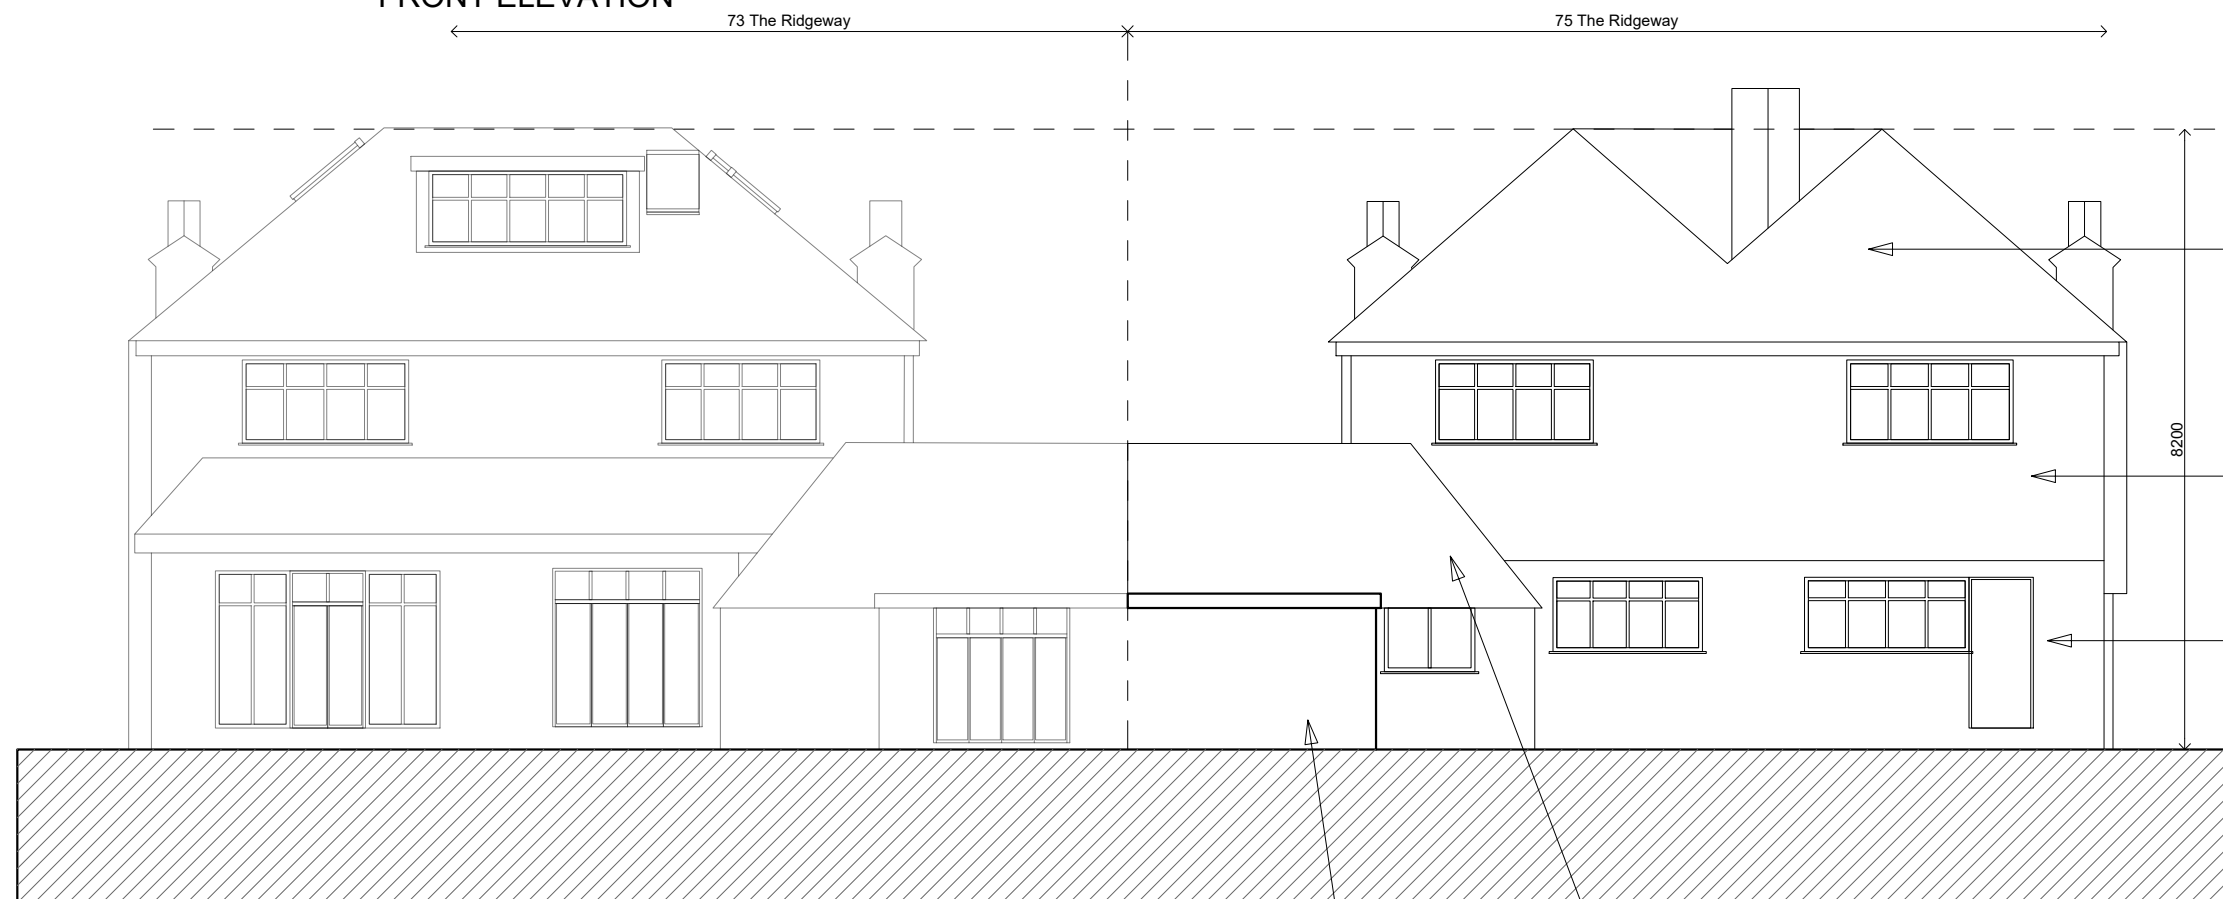 FRONT ELEVATION
73 The Ridgeway
75 The Ridgeway
8200